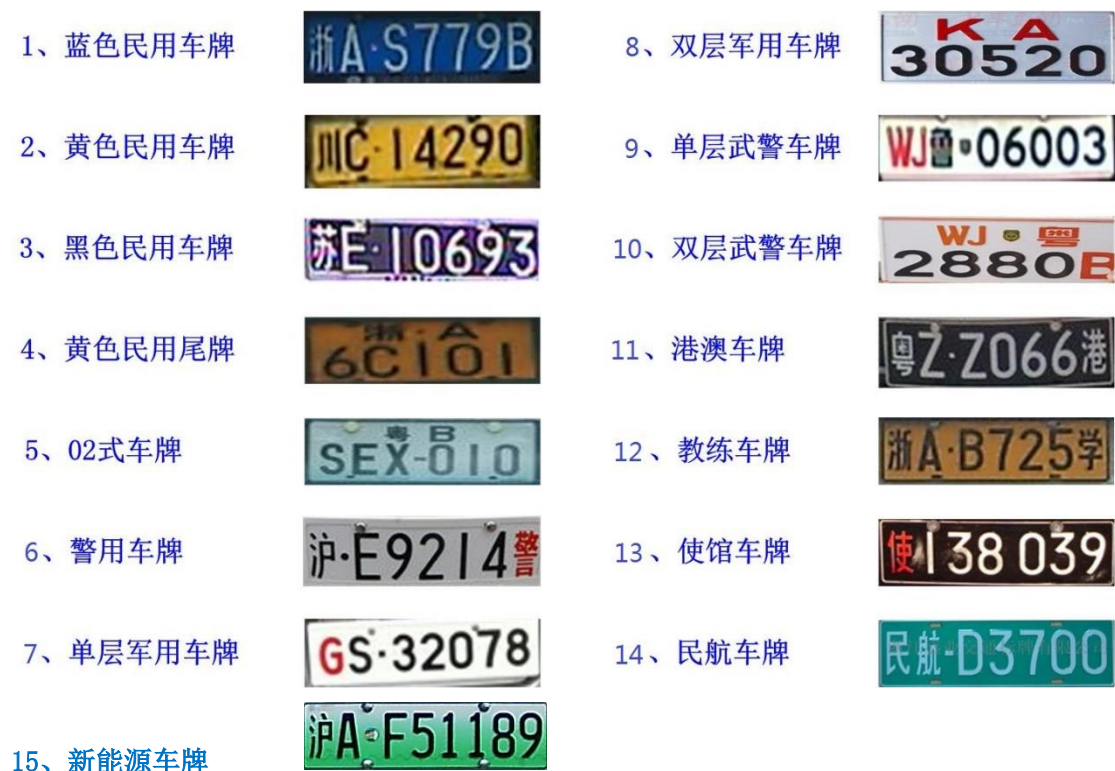 1、蓝色民用车牌
浙A·S779B
2、黄色民用车牌
川C·14290
3、黑色民用车牌
苏E·10693
4、黄色民用尾牌
浙·A
6C101
5、02式车牌
粤B
SEX-010
6、警用车牌
沪·E9214警
7、单层军用车牌
GS·32078
15、新能源车牌
沪A·F51189
8、双层军用车牌
KA
30520
9、单层武警车牌
WJ鲁·06003
10、双层武警车牌
WJ 粤
2880B
11、港澳车牌
粤Z·Z066港
12、教练车牌
浙A·B725学
13、使馆车牌
使138 039
14、民航车牌
民航·D3700